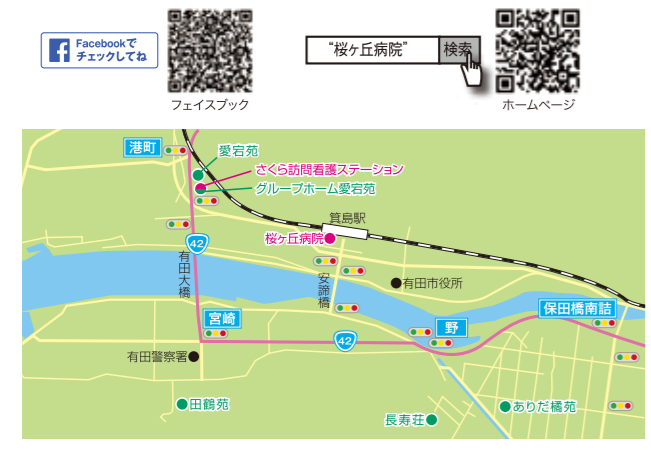 Facebookで
チェックしてね
フェイスブック
“桜ヶ丘病院”
検索
ホームページ
港町
愛宕苑
さくら訪問看護ステーション
グループホーム愛宕苑
箕島駅
桜ヶ丘病院
42
有田大橋
安諦橋
有田市役所
宮崎
42
野
保田橋南詰
有田警察署
田鶴苑
長寿荘
ありだ橘苑